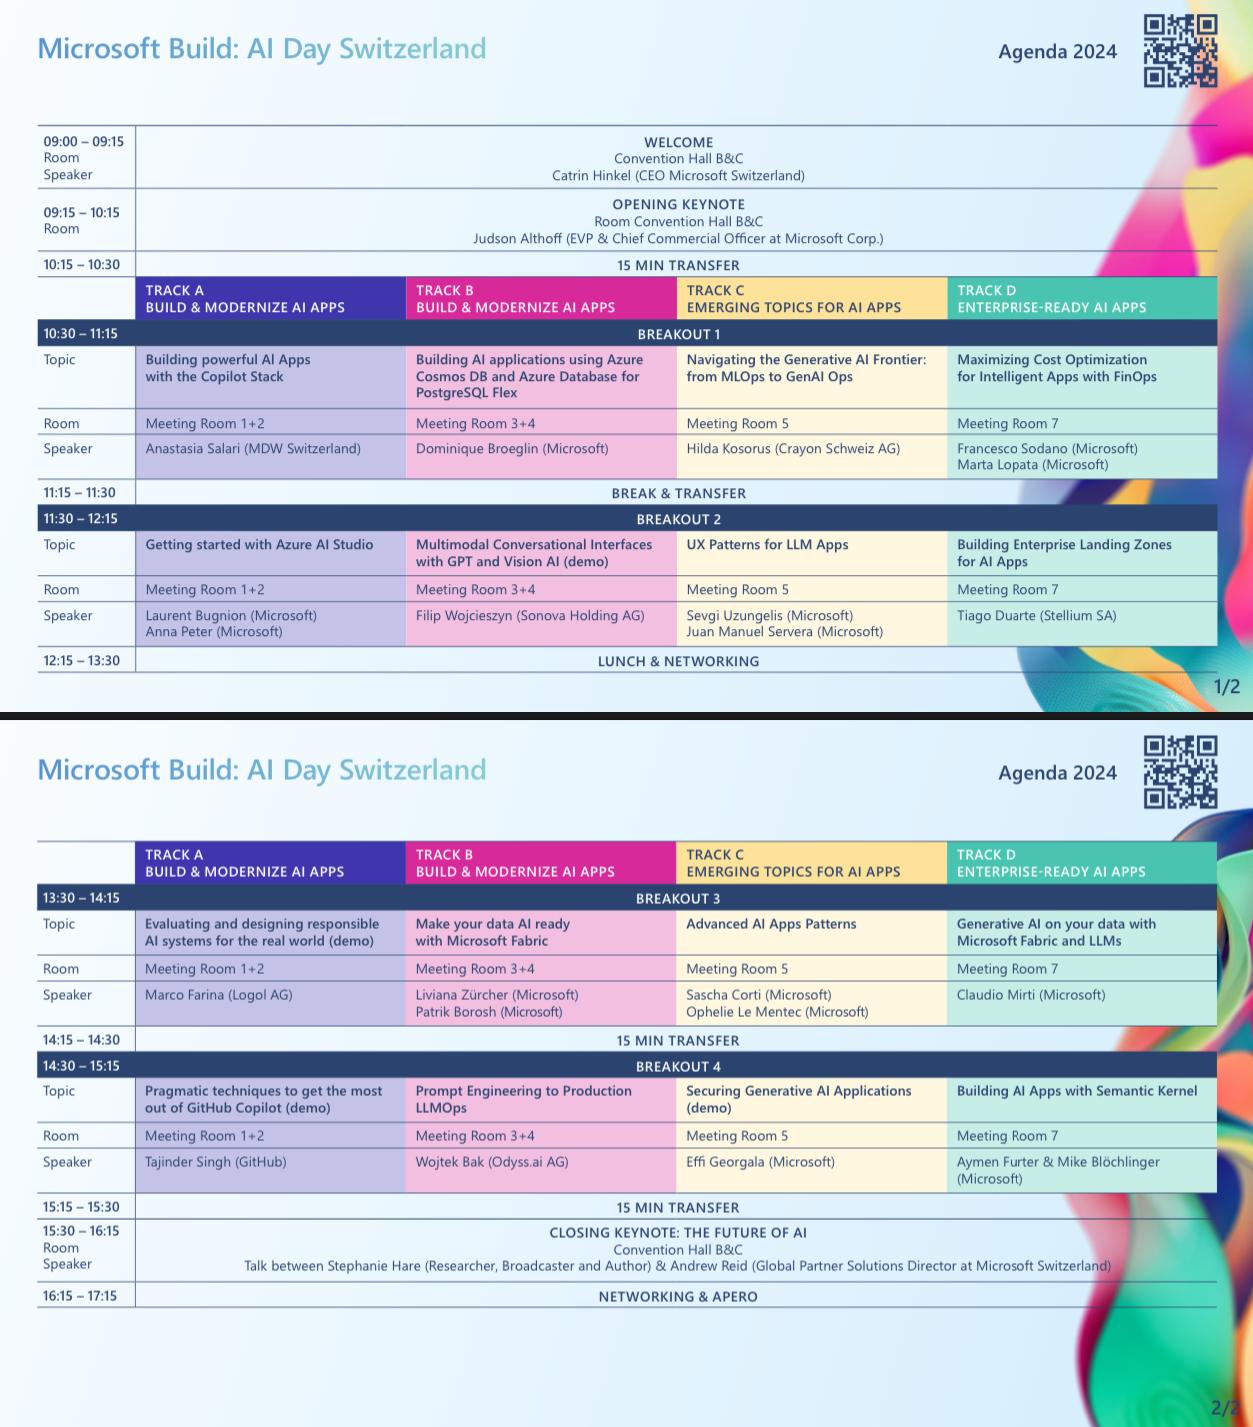 Microsoft Build: AI Day Switzerland
Agenda 2024
09:00 – 09:15
Room
Speaker
WELCOME
Convention Hall B&C
Catrin Hinkel (CEO Microsoft Switzerland)
09:15 – 10:15
Room
OPENING KEYNOTE
Room Convention Hall B&C
Judson Althoff (EVP & Chief Commercial Officer at Microsoft Corp.)
10:15 – 10:30
15 MIN TRANSFER
TRACK A
BUILD & MODERNIZE AI APPS
TRACK B
BUILD & MODERNIZE AI APPS
TRACK C
EMERGING TOPICS FOR AI APPS
TRACK D
ENTERPRISE-READY AI APPS
10:30 – 11:15
BREAKOUT 1
Topic
Building powerful AI Apps
with the Copilot Stack
Building AI applications using Azure
Cosmos DB and Azure Database for
PostgreSQL Flex
Navigating the Generative AI Frontier:
from MLOps to GenAI Ops
Maximizing Cost Optimization
for Intelligent Apps with FinOps
Room
Meeting Room 1+2
Meeting Room 3+4
Meeting Room 5
Meeting Room 7
Speaker
Anastasia Salari (MDW Switzerland)
Dominique Broeglin (Microsoft)
Hilda Kosorus (Crayon Schweiz AG)
Francesco Sodano (Microsoft)
Marta Lopata (Microsoft)
11:15 – 11:30
BREAK & TRANSFER
11:30 – 12:15
BREAKOUT 2
Topic
Getting started with Azure AI Studio
Multimodal Conversational Interfaces
with GPT and Vision AI (demo)
UX Patterns for LLM Apps
Building Enterprise Landing Zones
for AI Apps
Room
Meeting Room 1+2
Meeting Room 3+4
Meeting Room 5
Meeting Room 7
Speaker
Laurent Bugnion (Microsoft)
Anna Peter (Microsoft)
Filip Wojcieszyn (Sonova Holding AG)
Sevgi Uzungelis (Microsoft)
Juan Manuel Servera (Microsoft)
Tiago Duarte (Stellium SA)
12:15 – 13:30
LUNCH & NETWORKING
1/2
Microsoft Build: AI Day Switzerland
Agenda 2024
TRACK A
BUILD & MODERNIZE AI APPS
TRACK B
BUILD & MODERNIZE AI APPS
TRACK C
EMERGING TOPICS FOR AI APPS
TRACK D
ENTERPRISE-READY AI APPS
13:30 – 14:15
BREAKOUT 3
Topic
Evaluating and designing responsible
AI systems for the real world (demo)
Make your data AI ready
with Microsoft Fabric
Advanced AI Apps Patterns
Generative AI on your data with
Microsoft Fabric and LLMs
Room
Meeting Room 1+2
Meeting Room 3+4
Meeting Room 5
Meeting Room 7
Speaker
Marco Farina (Logol AG)
Liviana Zürcher (Microsoft)
Patrik Borosh (Microsoft)
Sascha Corti (Microsoft)
Ophelie Le Mentec (Microsoft)
Claudio Mirti (Microsoft)
14:15 – 14:30
15 MIN TRANSFER
14:30 – 15:15
BREAKOUT 4
Topic
Pragmatic techniques to get the most
out of GitHub Copilot (demo)
Prompt Engineering to Production
LLMOps
Securing Generative AI Applications
(demo)
Building AI Apps with Semantic Kernel
Room
Meeting Room 1+2
Meeting Room 3+4
Meeting Room 5
Meeting Room 7
Speaker
Tajinder Singh (GitHub)
Wojtek Bak (Odyss.ai AG)
Effi Georgala (Microsoft)
Aymen Furter & Mike Blöchlinger
(Microsoft)
15:15 – 15:30
15 MIN TRANSFER
15:30 – 16:15
Room
Speaker
CLOSING KEYNOTE: THE FUTURE OF AI
Convention Hall B&C
Talk between Stephanie Hare (Researcher, Broadcaster and Author) & Andrew Reid (Global Partner Solutions Director at Microsoft Switzerland)
16:15 – 17:15
NETWORKING & APERO
2/2